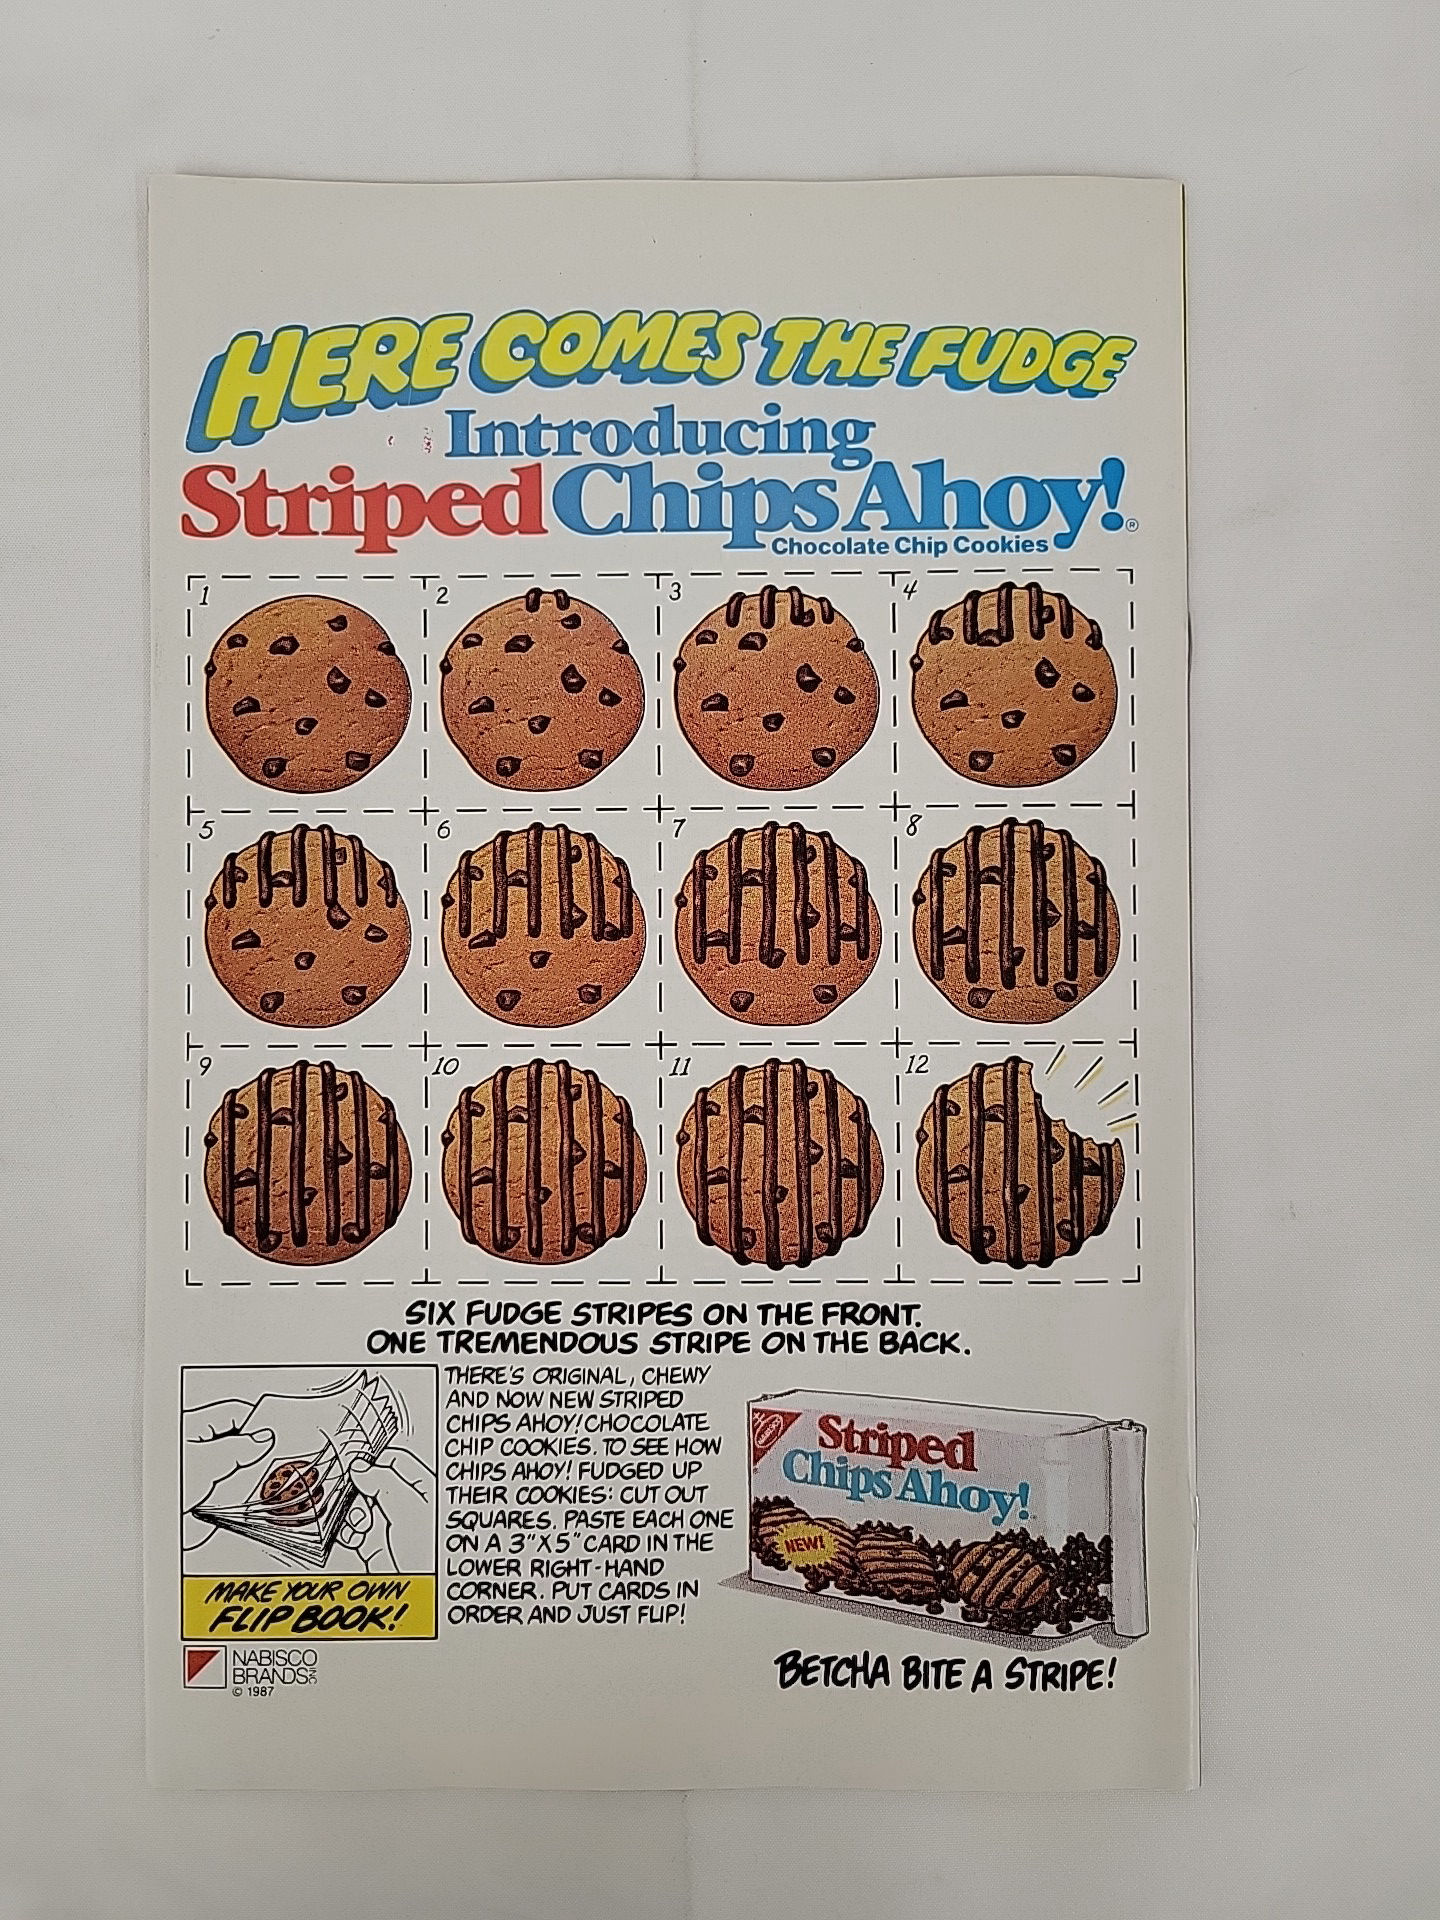 HERE COMES THE FUDGE
Introducing
Striped Chips Ahoy!®
Chocolate Chip Cookies
1 2 3 4
5 6 7 8
9 10 11 12
SIX FUDGE STRIPES ON THE FRONT.
ONE TREMENDOUS STRIPE ON THE BACK.
THERE'S ORIGINAL, CHEWY
AND NOW NEW STRIPED
CHIPS AHOY! CHOCOLATE
CHIP COOKIES. TO SEE HOW
CHIPS AHOY! FUDGED UP
THEIR COOKIES: CUT OUT
SQUARES. PASTE EACH ONE
ON A 3"X5" CARD IN THE
LOWER RIGHT-HAND
CORNER. PUT CARDS IN
ORDER AND JUST FLIP!
MAKE YOUR OWN
FLIP BOOK!
Striped
Chips Ahoy!
NEW!
NABISCO
BRANDS INC
© 1987
BETCHA BITE A STRIPE!